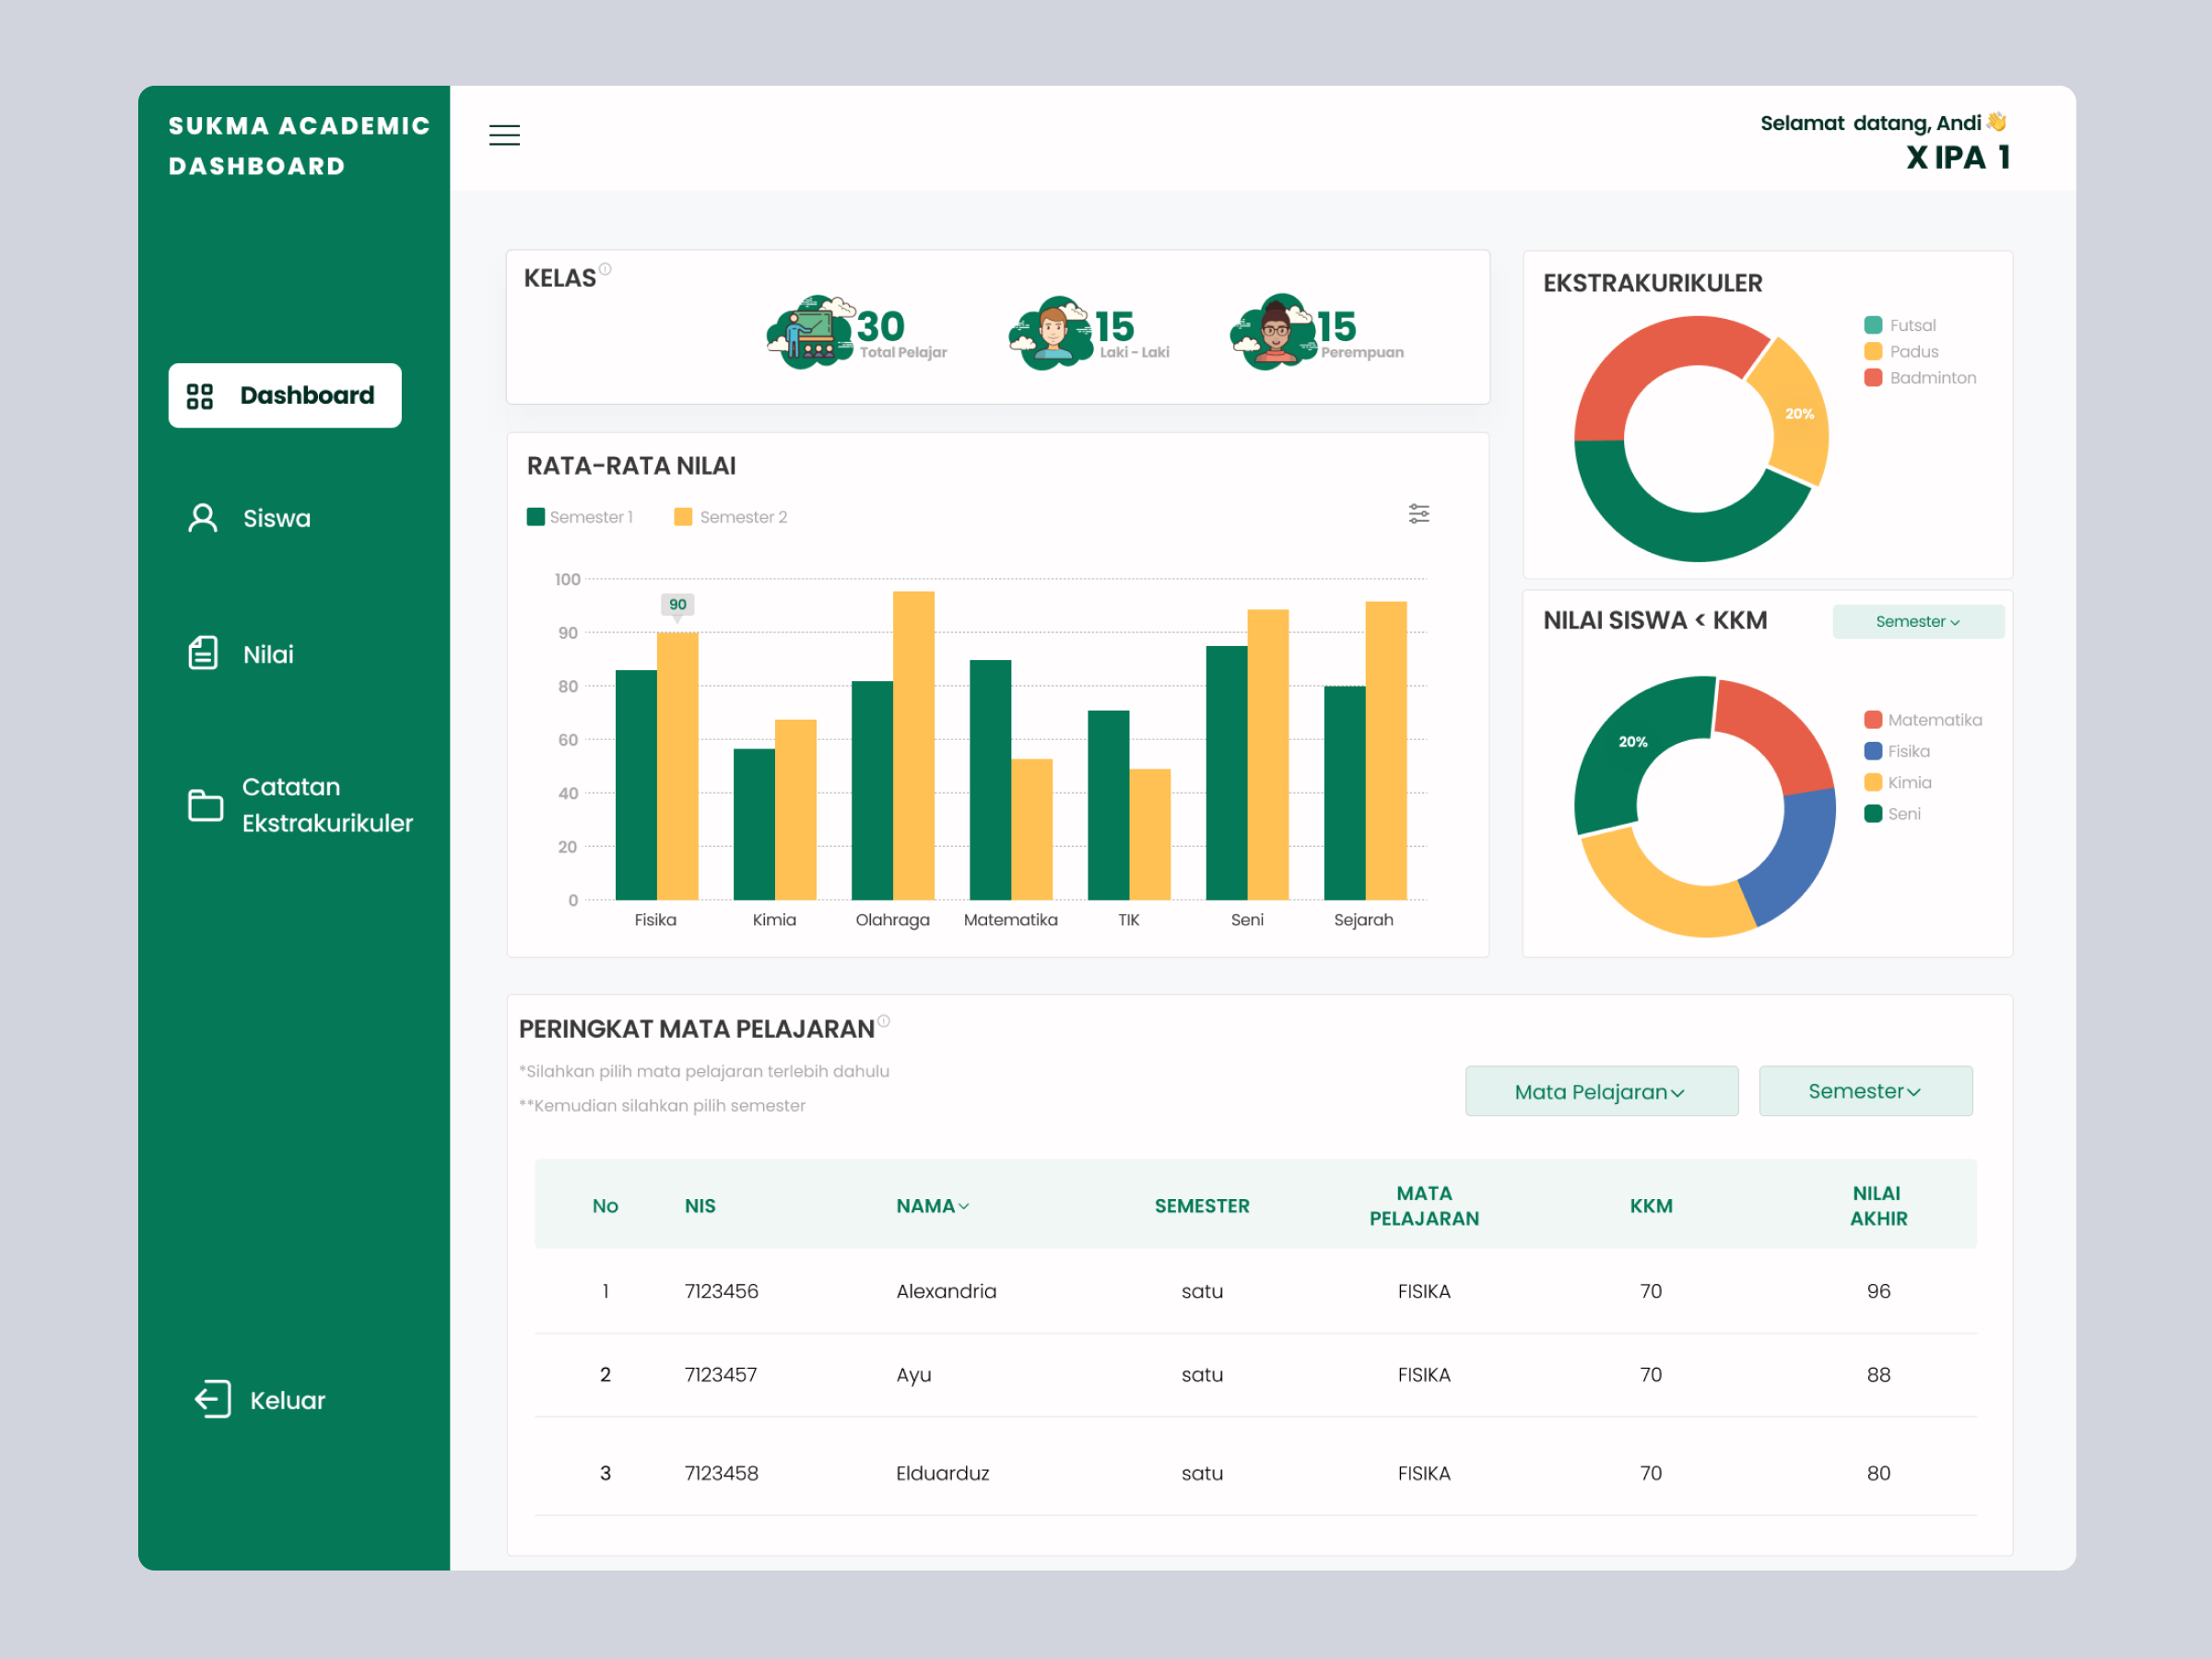 SUKMA ACADEMIC
DASHBOARD
Dashboard
Siswa
Nilai
Catatan
Ekstrakurikuler
Keluar
Selamat datang, Andi👋
X IPA 1
KELAS
30
Total Pelajar
15
Laki - Laki
15
Perempuan
RATA-RATA NILAI
Semester 1 Semester 2
100
90
90
80
60
40
20
0
Fisika Kimia Olahraga Matematika TIK Seni Sejarah
EKSTRAKURIKULER
Futsal
Padus
Badminton
20%
NILAI SISWA < KKM
Semester
20%
Matematika
Fisika
Kimia
Seni
PERINGKAT MATA PELAJARAN
*Silahkan pilih mata pelajaran terlebih dahulu
**Kemudian silahkan pilih semester
Mata Pelajaran Semester
No NIS NAMA SEMESTER MATA PELAJARAN KKM NILAI AKHIR
1 7123456 Alexandria satu FISIKA 70 96
2 7123457 Ayu satu FISIKA 70 88
3 7123458 Elduarduz satu FISIKA 70 80